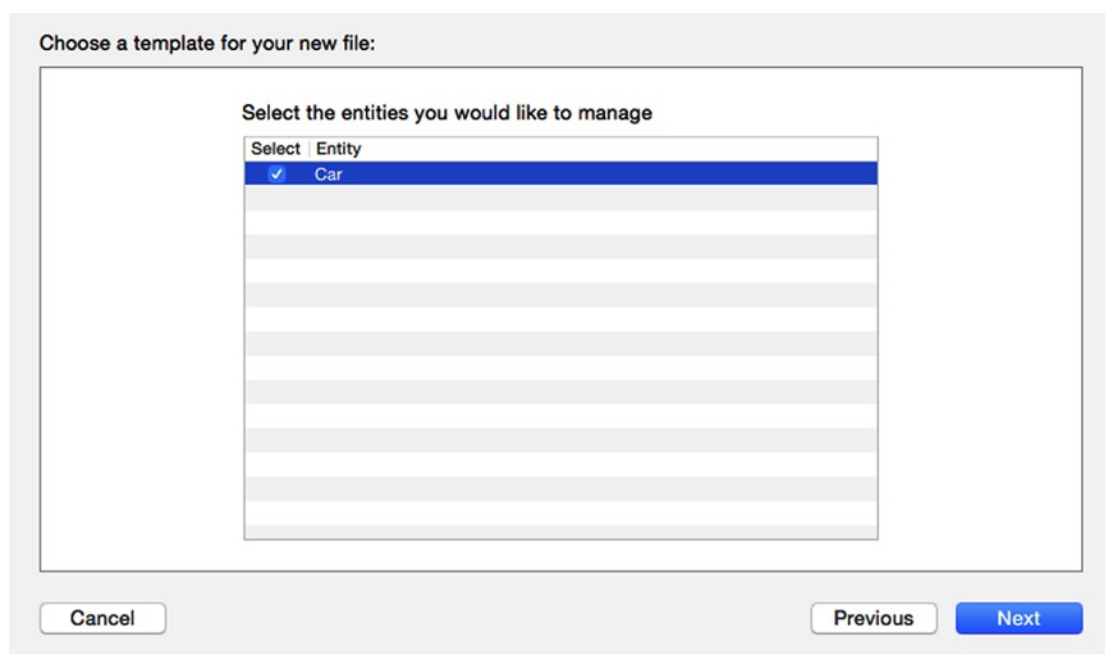 Choose a template for your new file:
Select the entities you would like to manage
Select Entity
Car
Cancel Previous Next